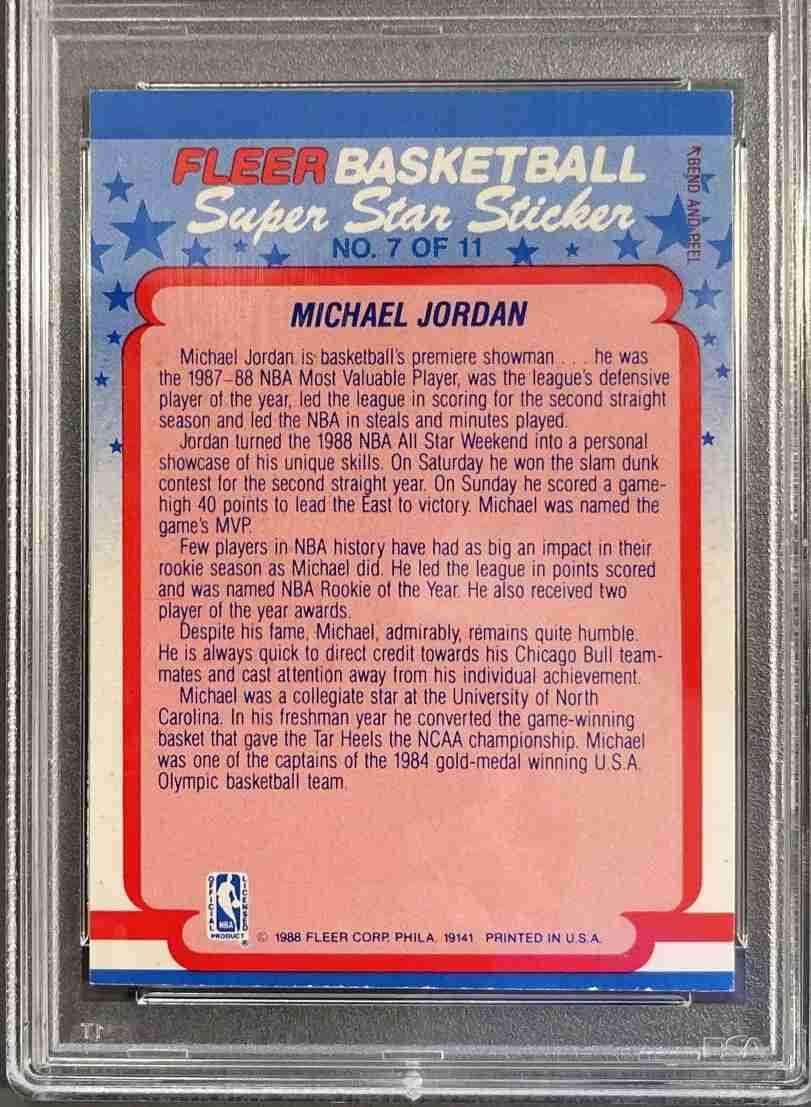 FLEER BASKETBALL
Super Star Sticker
NO. 7 OF 11
BEND AND PEEL
MICHAEL JORDAN
Michael Jordan is basketball's premiere showman . . . he was
the 1987-88 NBA Most Valuable Player, was the league's defensive
player of the year, led the league in scoring for the second straight
season and led the NBA in steals and minutes played.
Jordan turned the 1988 NBA All Star Weekend into a personal
showcase of his unique skills. On Saturday he won the slam dunk
contest for the second straight year. On Sunday he scored a game-
high 40 points to lead the East to victory. Michael was named the
game's MVP.
Few players in NBA history have had as big an impact in their
rookie season as Michael did. He led the league in points scored
and was named NBA Rookie of the Year. He also received two
player of the year awards.
Despite his fame, Michael, admirably, remains quite humble.
He is always quick to direct credit towards his Chicago Bull team-
mates and cast attention away from his individual achievement.
Michael was a collegiate star at the University of North
Carolina. In his freshman year he converted the game-winning
basket that gave the Tar Heels the NCAA championship. Michael
was one of the captains of the 1984 gold-medal winning U.S.A.
Olympic basketball team.
OFFICIAL LICENSED
NBA
PRODUCT ®
© 1988 FLEER CORP. PHILA. 19141 PRINTED IN U.S.A.
PSA